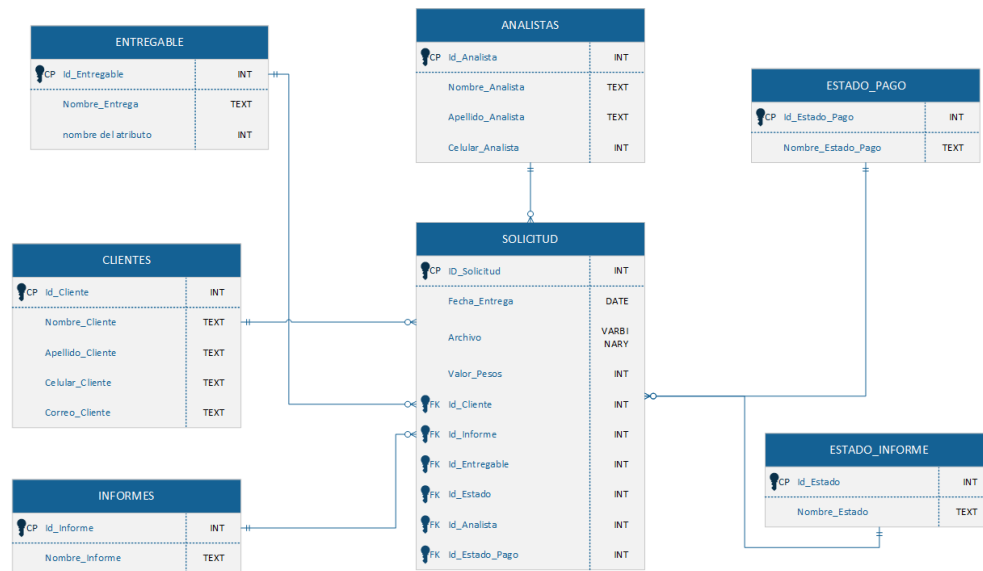 ENTREGABLE
CP Id_Entregable INT
Nombre_Entrega TEXT
nombre del atributo INT
ANALISTAS
CP Id_Analista INT
Nombre_Analista TEXT
Apellido_Analista TEXT
Celular_Analista INT
ESTADO_PAGO
CP Id_Estado_Pago INT
Nombre_Estado_Pago TEXT
CLIENTES
CP Id_Cliente INT
Nombre_Cliente TEXT
Apellido_Cliente TEXT
Celular_Cliente TEXT
Correo_Cliente TEXT
SOLICITUD
CP ID_Solicitud INT
Fecha_Entrega DATE
Archivo VARBI
NARY
Valor_Pesos INT
FK Id_Cliente INT
FK Id_Informe INT
FK Id_Entregable INT
FK Id_Estado INT
FK Id_Analista INT
FK Id_Estado_Pago INT
ESTADO_INFORME
CP Id_Estado INT
Nombre_Estado TEXT
INFORMES
CP Id_Informe INT
Nombre_Informe TEXT